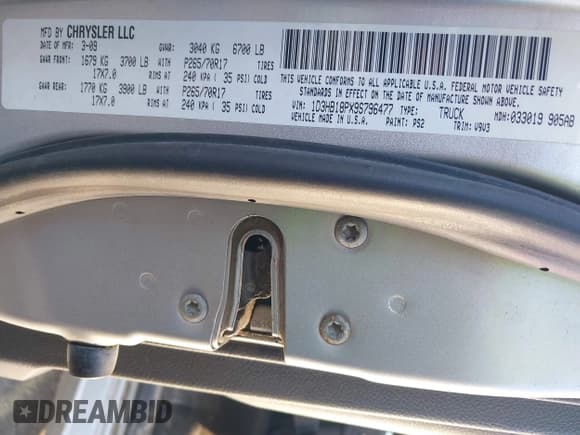 MFD BY CHRYSLER LLC
DATE OF MFR 3-09 GVWR: 3040 KG 6700 LB
GAWR FRONT: 1679 KG 3700 LB WITH P265/70R17
17X7.0 RIMS AT 240 KPA ( 35 PSI) COLD
GAWR REAR: 1770 KG 3900 LB WITH P265/70R17
17X7.0 RIMS AT 240 KPA ( 35 PSI) COLD
THIS VEHICLE CONFORMS TO ALL APPLICABLE FEDERAL MOTOR VEHICLE SAFETY
STANDARDS IN EFFECT ON THE DATE OF MANUFACTURE SHOWN ABOVE.
VIN: 1D3HB18PX9S796477 TYPE: TRUCK MDH: 033019 905AB
VEHICLE MADE IN U.S.A. PAINT: PS2 TRIM: V9V3
DREAMBID